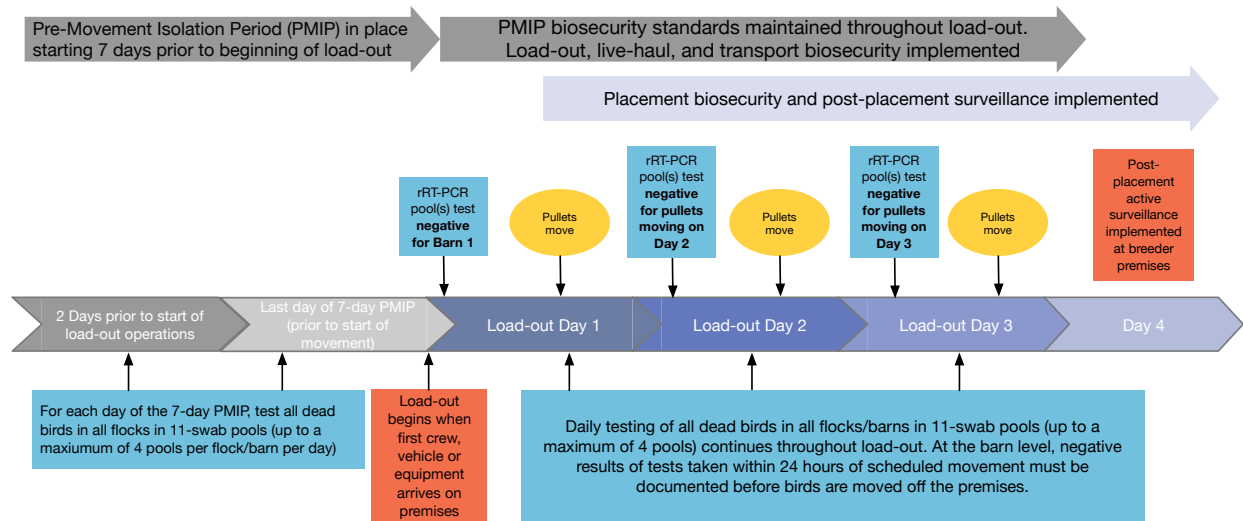 Pre-Movement Isolation Period (PMIP) in place
starting 7 days prior to beginning of load-out
PMIP biosecurity standards maintained throughout load-out.
Load-out, live-haul, and transport biosecurity implemented
Placement biosecurity and post-placement surveillance implemented
rRT-PCR
pool(s) test
negative
for Barn 1
Pullets
move
rRT-PCR
pool(s) test
negative
for pullets
moving on
Day 2
Pullets
move
rRT-PCR
pool(s) test
negative
for pullets
moving on
Day 3
Pullets
move
Post-
placement
active
surveillance
implemented
at breeder
premises
2 Days prior to start of
load-out operations
Last day of 7-day PMIP
(prior to start of
movement)
Load-out Day 1
Load-out Day 2
Load-out Day 3
Day 4
For each day of the 7-day PMIP, test all dead
birds in all flocks in 11-swab pools (up to a
maxiumum of 4 pools per flock/barn per day)
Load-out
begins when
first crew,
vehicle or
equipment
arrives on
premises
Daily testing of all dead birds in all flocks/barns in 11-swab pools (up to a
maximum of 4 pools) continues throughout load-out. At the barn level, negative
results of tests taken within 24 hours of scheduled movement must be
documented before birds are moved off the premises.